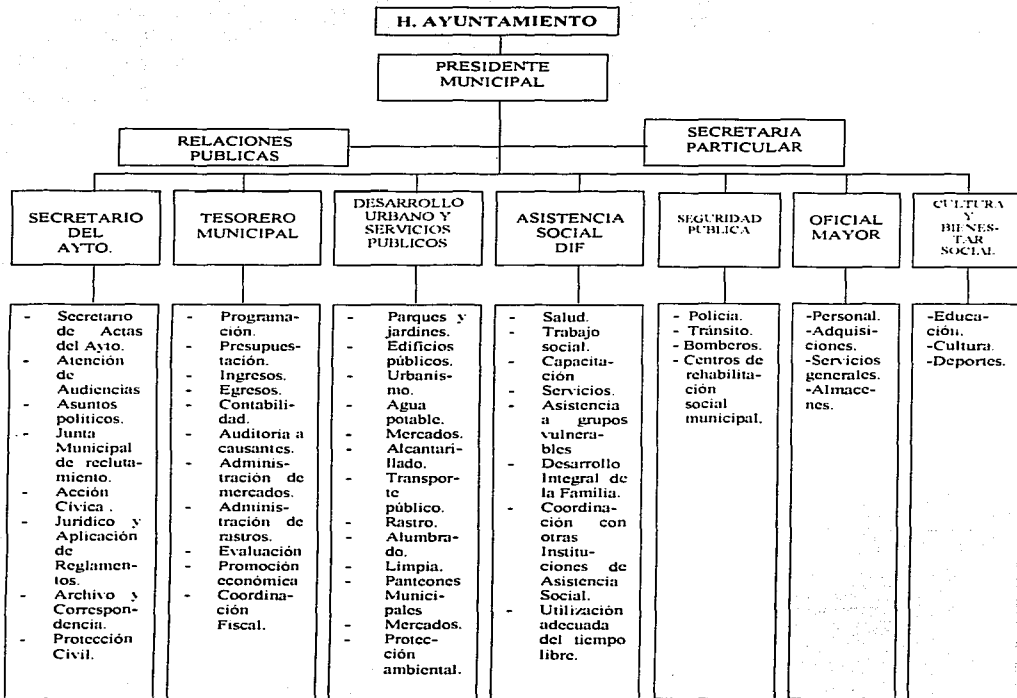 H. AYUNTAMIENTO
PRESIDENTE
MUNICIPAL
RELACIONES
PUBLICAS
SECRETARIA
PARTICULAR
SECRETARIO
DEL
AYTO.
TESORERO
MUNICIPAL
DESARROLLO
URBANO Y
SERVICIOS
PUBLICOS
ASISTENCIA
SOCIAL
DIF
SEGURIDAD
PUBLICA
OFICIAL
MAYOR
CULTURA
Y
BIENES-
TAR
SOCIAL
- Secretario
de Actas
del Ayto.
- Atención
de
Audiencias
- Asuntos
políticos.
- Junta
Municipal
de recluta-
miento.
- Acción
Cívica .
- Jurídico y
Aplicación
de
Reglamen-
tos.
- Archivo y
Correspon-
dencia.
- Protección
Civil.
- Programa-
ción.
- Presupues-
tación.
- Ingresos.
- Egresos.
- Contabili-
dad.
- Auditoria a
causantes.
- Adminis-
tración de
mercados.
- Adminis-
tración de
rastros.
- Evaluación
- Promoción
económica
- Coordina-
ción
Fiscal.
- Parques y
jardines.
- Edificios
públicos.
- Urbanis-
mo.
- Agua
potable.
- Mercados.
- Alcantari-
llado.
- Transpor-
te
público.
- Rastro.
- Alumbra-
do.
- Limpia.
- Panteones
Munici-
pales
- Mercados.
- Protec-
ción
ambiental.
- Salud.
- Trabajo
social.
- Capacita-
ción
- Servicios.
- Asistencia
a grupos
vulnera-
bles
- Desarrollo
Integral de
la Familia.
- Coordina-
ción con
otras
Institu-
ciones de
Asistencia
Social.
- Utilización
adecuada
del tiempo
libre.
- Policía.
- Tránsito.
- Bomberos.
- Centros de
rehabilita-
ción
social
municipal.
-Personal.
-Adquisi-
ciones.
-Servicios
generales.
-Almace-
nes.
-Educa-
ción.
-Cultura.
-Deportes.